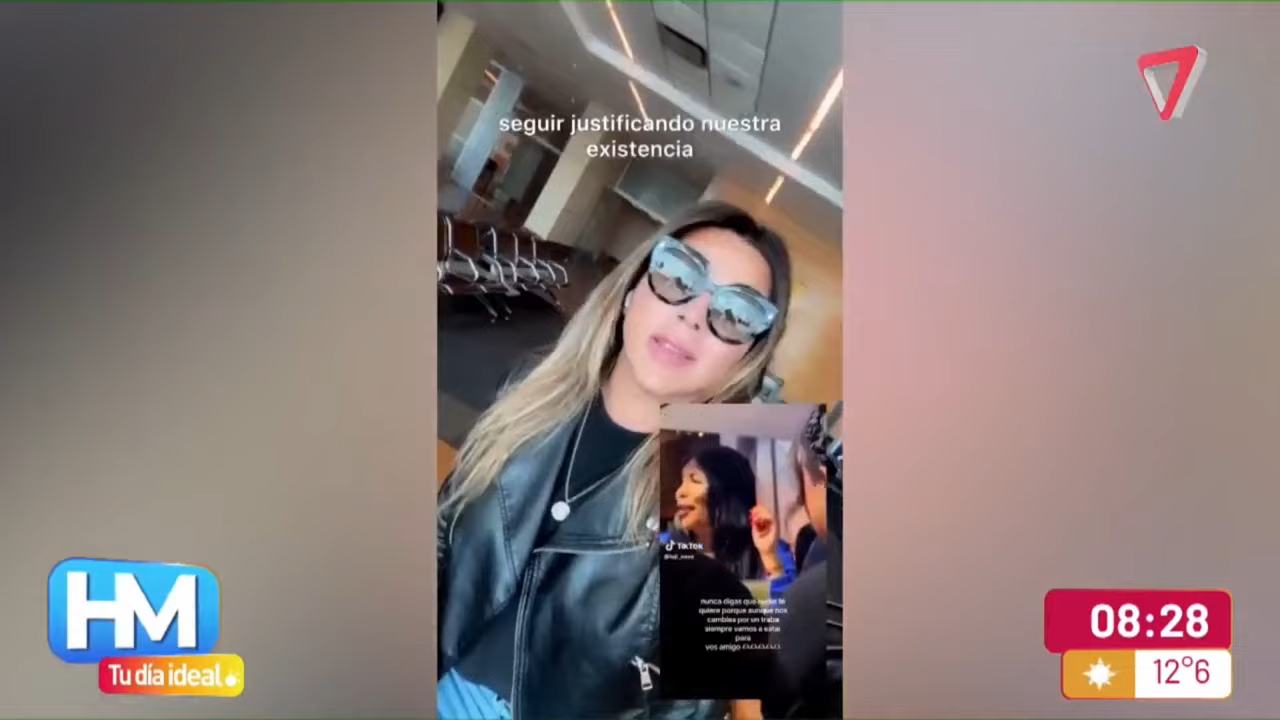 seguir justificando nuestra
existencia
TikTok
nunca digas que nadie te
quiere porque aunque nos
cambies por un traba
siempre vamos a estar
para
vos amigo
HM
Tu día ideal.
08:28
12°6